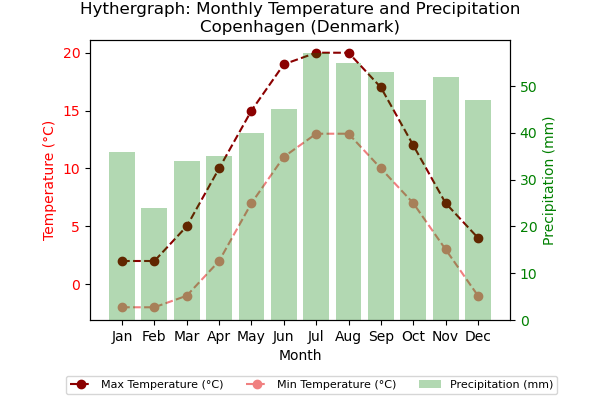 Hythergraph: Monthly Temperature and Precipitation
Copenhagen (Denmark)
Temperature (°C)
20
15
10
5
0
Precipitation (mm)
50
40
30
20
10
0
Jan Feb Mar Apr May Jun Jul Aug Sep Oct Nov Dec
Month
Max Temperature (°C) Min Temperature (°C) Precipitation (mm)